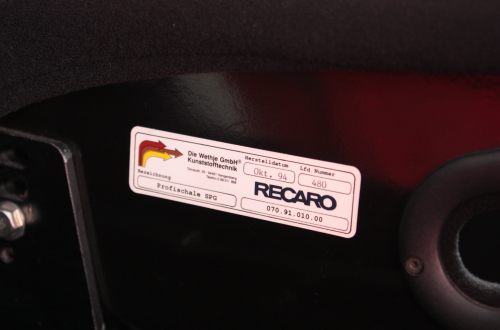 Die Wethje GmbH®
Kunststofftechnik
Herstelldatum
Okt. 94
Lfd. Nummer
480
Bezeichnung
Profischale SPG
RECARO
070.91.010.00